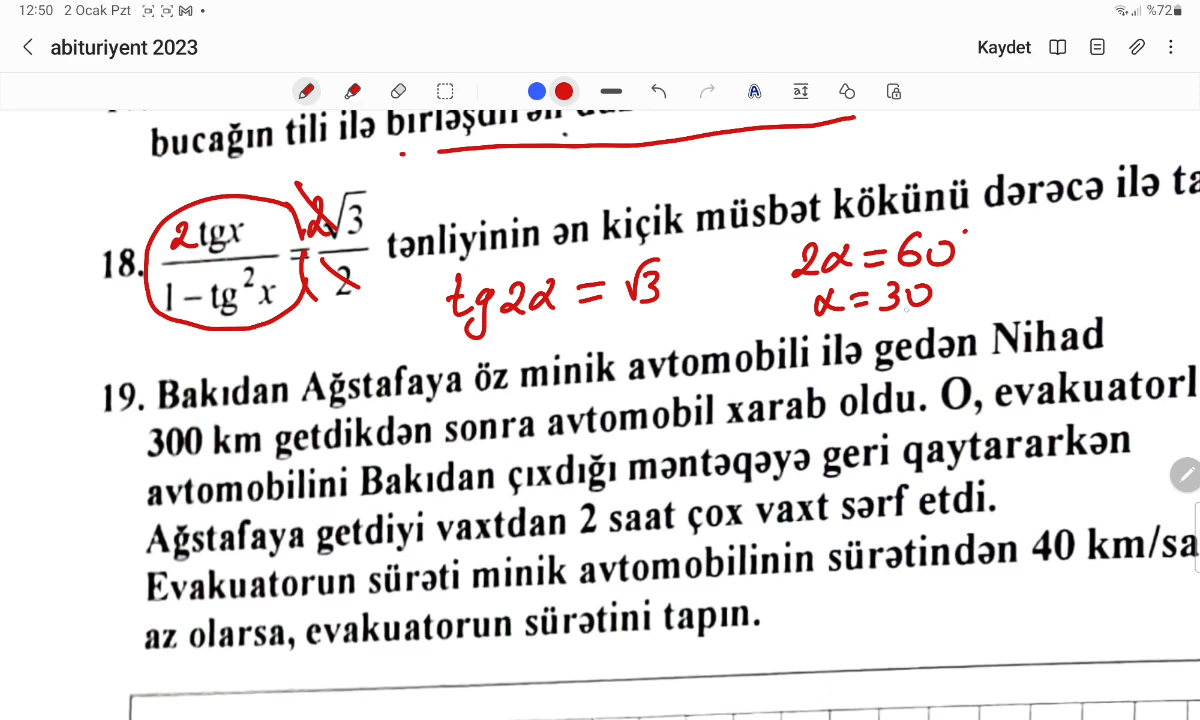 12:50 2 Ocak Pzt %72
abituriyent 2023 Kaydet
bucağın tili ilə birləşdirən
18. 2tgx / 1 – tg²x = 2√3 / 2 tənliyinin ən kiçik müsbət kökünü dərəcə ilə
tg2α = √3
2α = 60°
α = 30
19. Bakıdan Ağstafaya öz minik avtomobili ilə gedən Nihad
300 km getdikdən sonra avtomobil xarab oldu. O, evakuatorl
avtomobilini Bakıdan çıxdığı məntəqəyə geri qaytararkən
Ağstafaya getdiyi vaxtdan 2 saat çox vaxt sərf etdi.
Evakuatorun sürəti minik avtomobilinin sürətindən 40 km/sa
az olarsa, evakuatorun sürətini tapın.